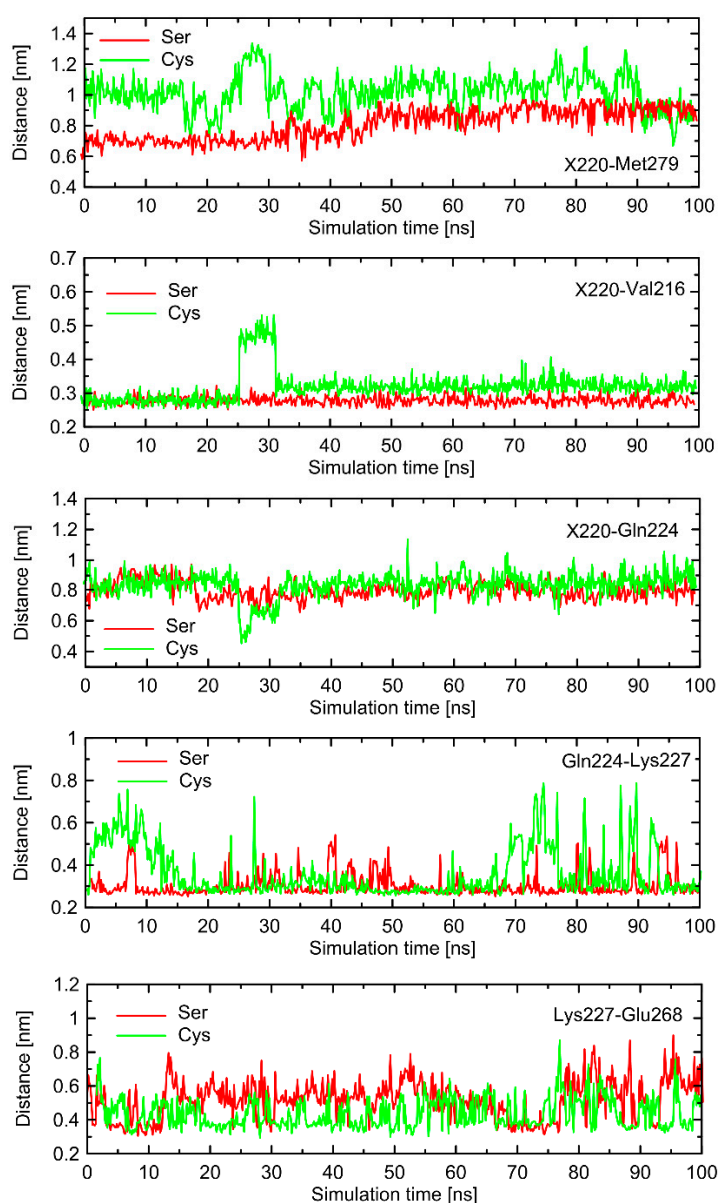 Distance [nm]
1.4
1.2
1
0.8
0.6
0.4
Ser
Cys
X220-Met279
0 10 20 30 40 50 60 70 80 90 100
Simulation time [ns]
Distance [nm]
0.7
0.6
0.5
0.4
0.3
0.2
Ser
Cys
X220-Val216
0 10 20 30 40 50 60 70 80 90 100
Simulation time [ns]
Distance [nm]
1.4
1.2
1
0.8
0.6
0.4
X220-Gln224
Ser
Cys
0 10 20 30 40 50 60 70 80 90 100
Simulation time [ns]
Distance [nm]
1
0.8
0.6
0.4
0.2
Ser
Cys
Gln224-Lys227
0 10 20 30 40 50 60 70 80 90 100
Simulation time [ns]
Distance [nm]
1.2
1
0.8
0.6
0.4
0.2
Ser
Cys
Lys227-Glu268
0 10 20 30 40 50 60 70 80 90 100
Simulation time [ns]